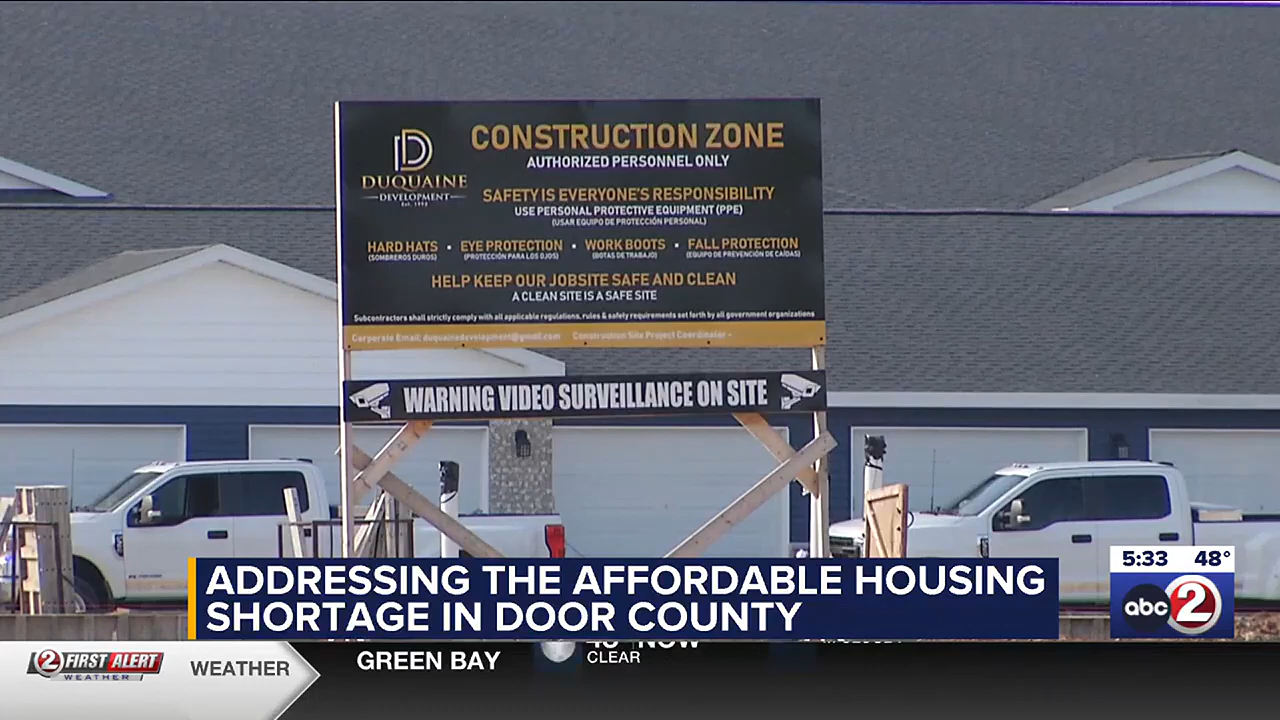 CONSTRUCTION ZONE
AUTHORIZED PERSONNEL ONLY
DUQUAINE
DEVELOPMENT
Est. 1992
SAFETY IS EVERYONE'S RESPONSIBILITY
USE PERSONAL PROTECTIVE EQUIPMENT (PPE)
(USAR EQUIPO DE PROTECCIÓN PERSONAL)
HARD HATS • EYE PROTECTION • WORK BOOTS • FALL PROTECTION
(SOMBREROS DUROS) (PROTECCIÓN PARA LOS OJOS) (BOTAS DE TRABAJO) (EQUIPO DE PREVENCIÓN DE CAÍDAS)
HELP KEEP OUR JOBSITE SAFE AND CLEAN
A CLEAN SITE IS A SAFE SITE
Subcontractors shall strictly comply with all applicable regulations, rules & safety requirements set forth by all government organizations
Corporate Email: duquainedevelopment@gmail.com Construction Site Project Coordinator -
WARNING VIDEO SURVEILLANCE ON SITE
ADDRESSING THE AFFORDABLE HOUSING
SHORTAGE IN DOOR COUNTY
5:33 48°
abc 2
2 FIRST ALERT
WEATHER
WEATHER
GREEN BAY
48° NOW
CLEAR